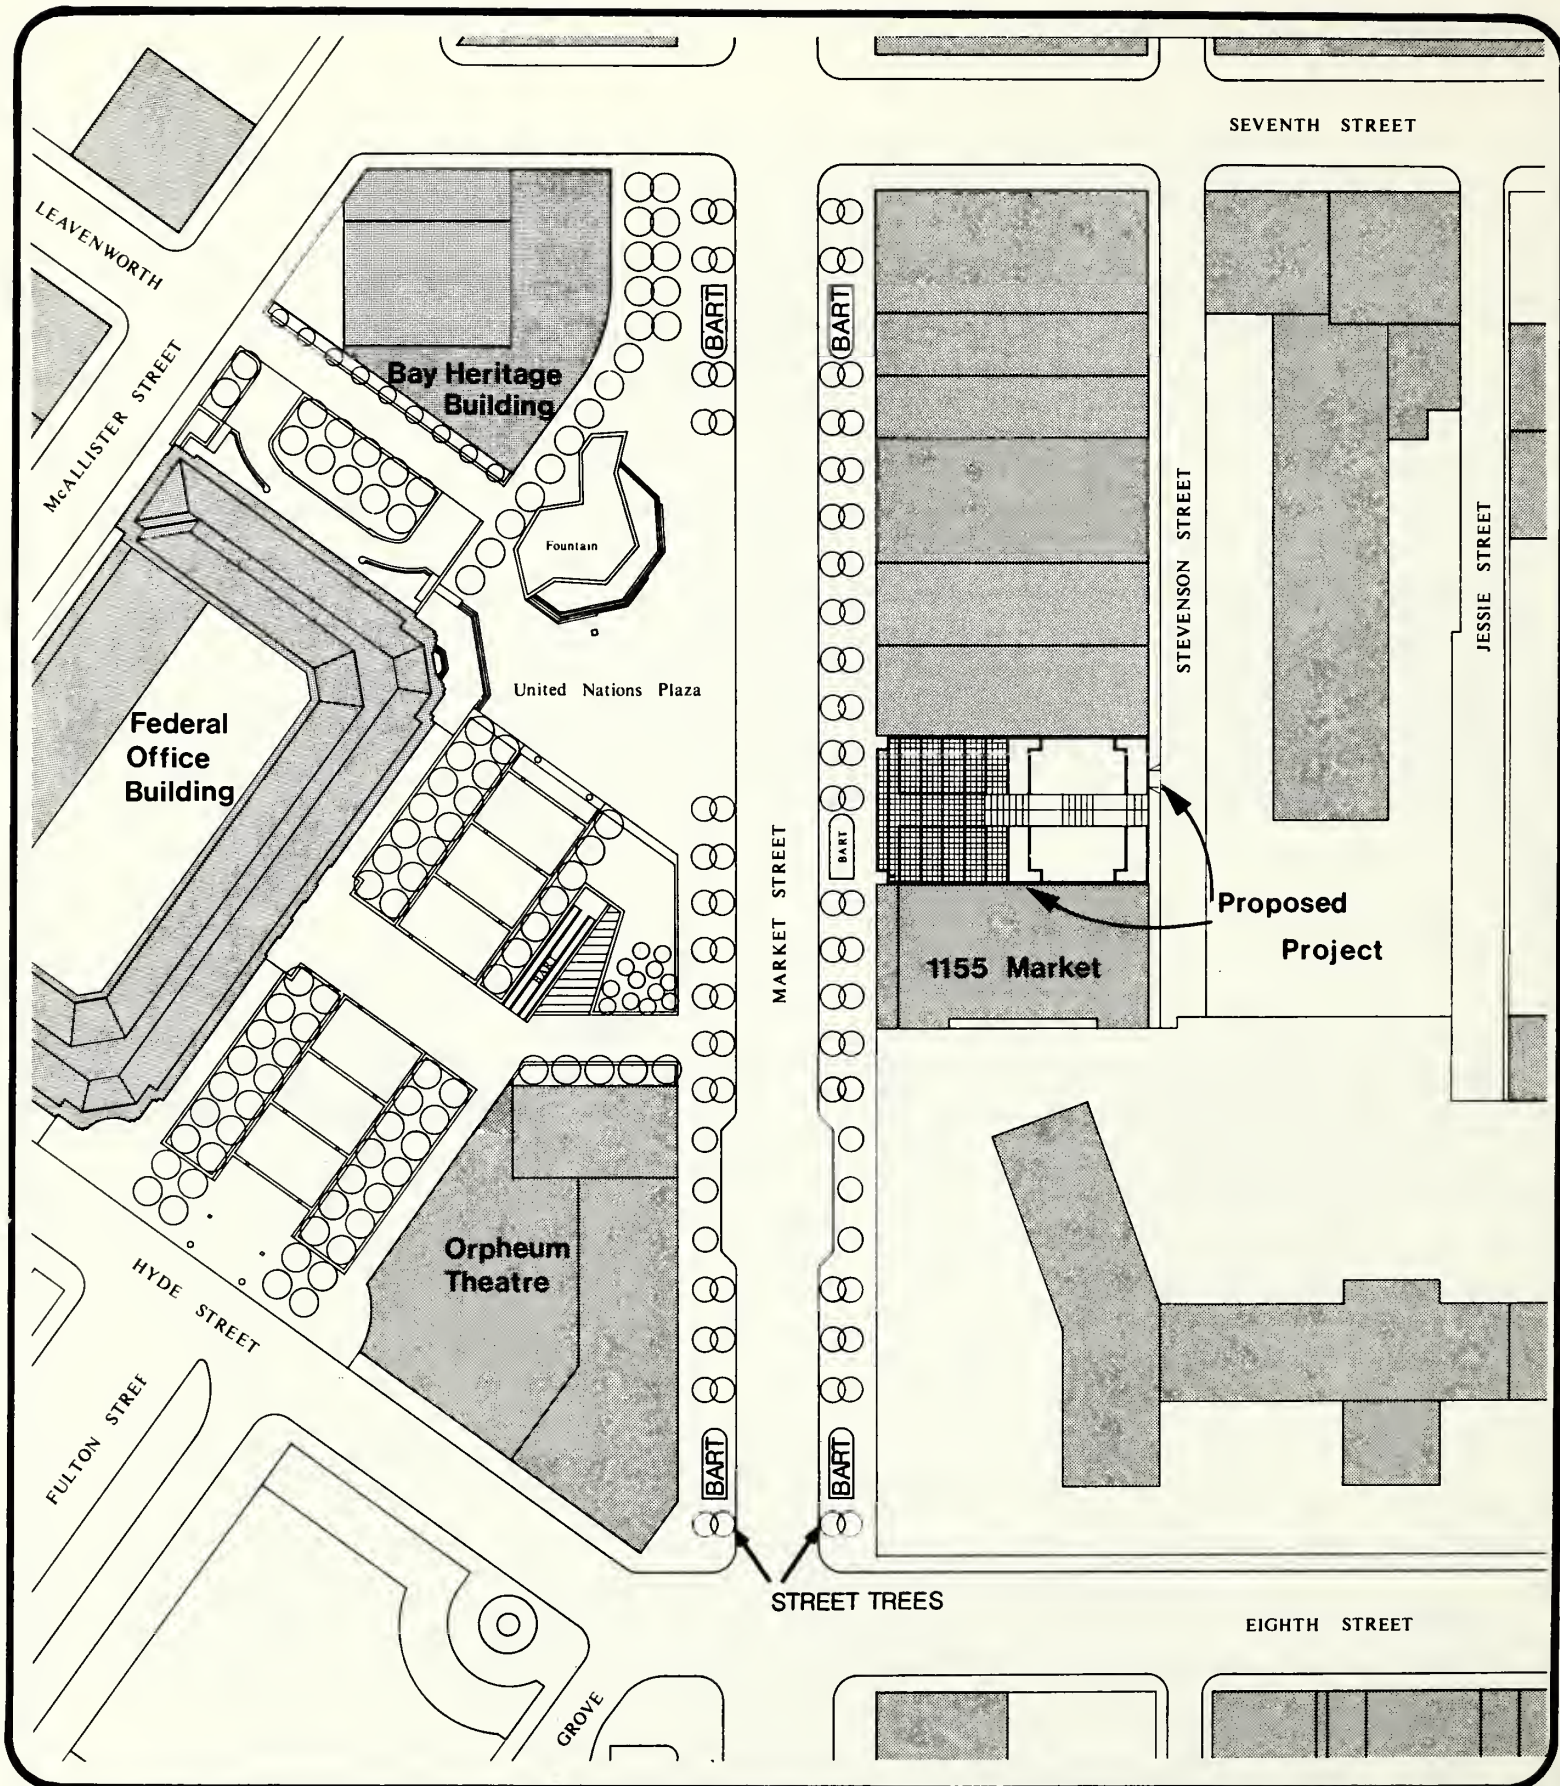 SEVENTH STREET
LEAVENWORTH
McALLISTER STREET
BART
BART
Bay Heritage
Building
Fountain
STEVENSON STREET
JESSIE STREET
United Nations Plaza
Federal
Office
Building
MARKET STREET
BART
Proposed
Project
1155 Market
BART
Orpheum
Theatre
HYDE STREET
FULTON STREET
BART
BART
STREET TREES
EIGHTH STREET
GROVE